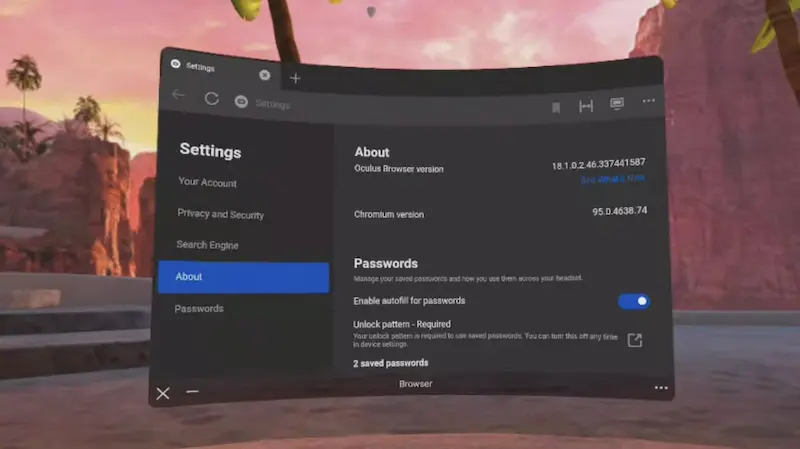 Settings
Settings
Settings
Your Account
Privacy and Security
Search Engine
About
Passwords
About
Oculus Browser version
18.1.0.2.46.337441587
See What's New
Chromium version
95.0.4638.74
Passwords
Manage your saved passwords and how you use them across your headset.
Enable autofill for passwords
Unlock pattern - Required
Your unlock pattern is required to use saved passwords. You can turn this off any time
in device settings.
2 saved passwords
Browser